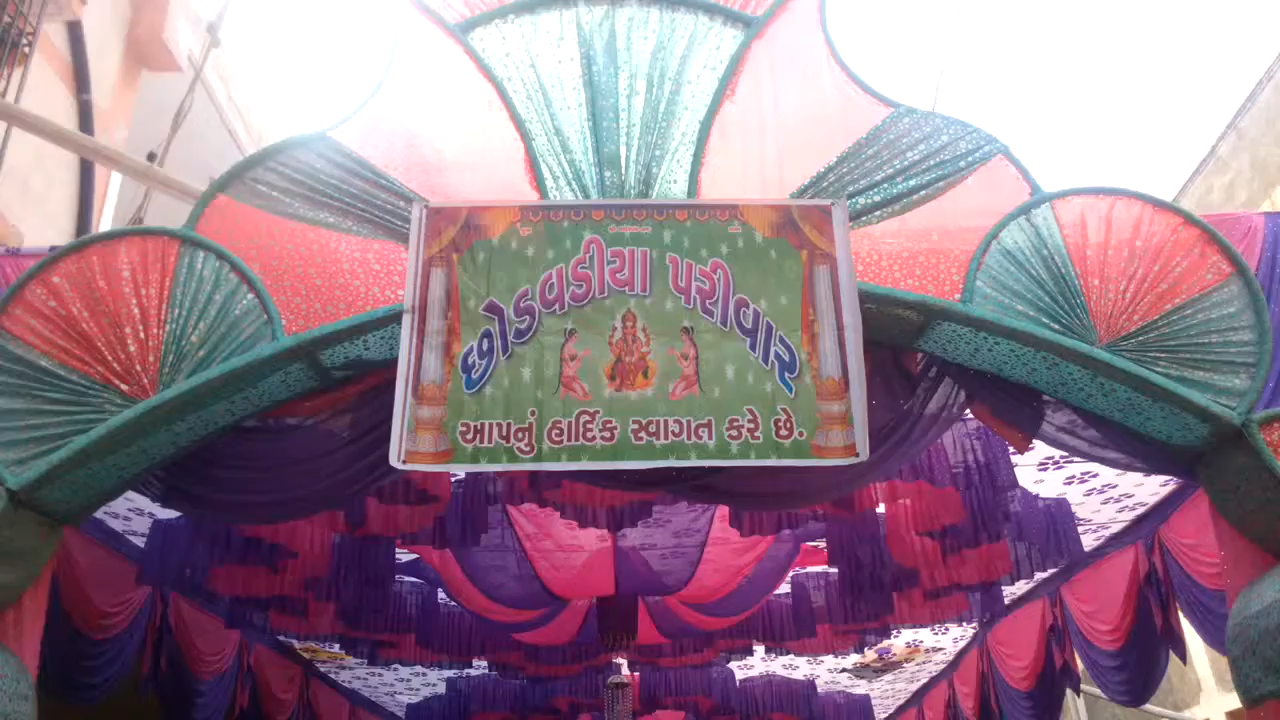 છોડવડીયા પરીવાર
આપનું હાર્દિક સ્વાગત કરે છે.